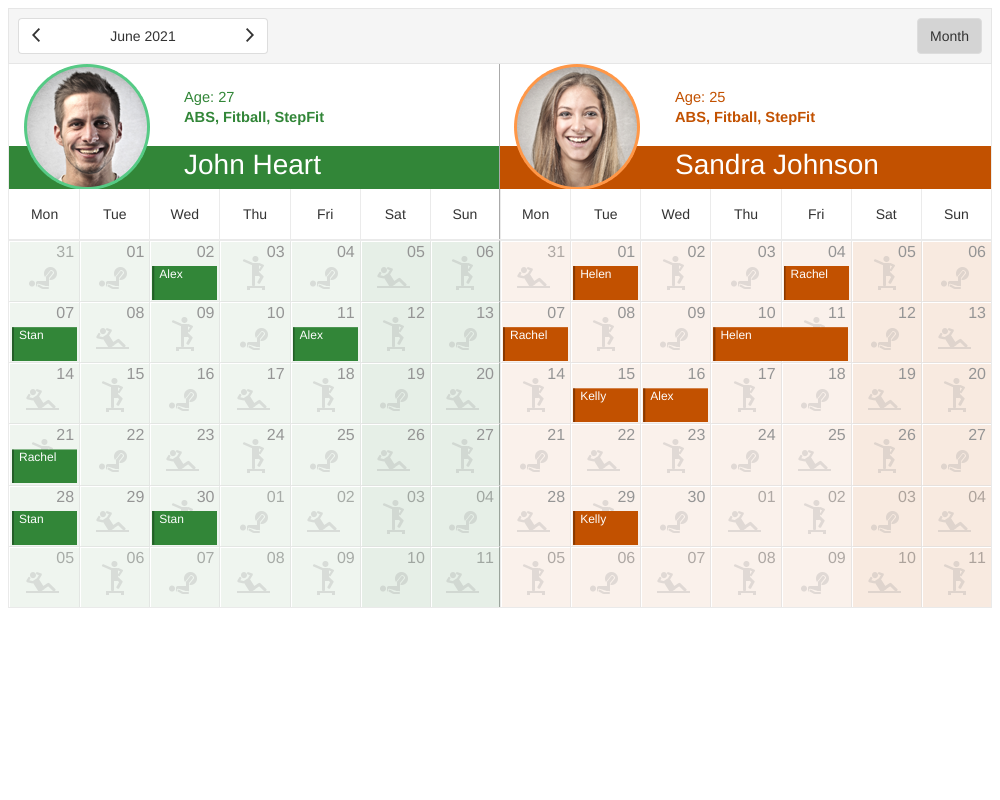 June 2021
Month
Age: 27
ABS, Fitball, StepFit
John Heart
Age: 25
ABS, Fitball, StepFit
Sandra Johnson
Mon Tue Wed Thu Fri Sat Sun Mon Tue Wed Thu Fri Sat Sun
31 01 02 03 04 05 06 31 01 02 03 04 05 06
Alex Helen Rachel
07 08 09 10 11 12 13 07 08 09 10 11 12 13
Stan Alex Rachel Helen
14 15 16 17 18 19 20 14 15 16 17 18 19 20
Kelly Alex
21 22 23 24 25 26 27 21 22 23 24 25 26 27
Rachel
28 29 30 01 02 03 04 28 29 30 01 02 03 04
Stan Stan Kelly
05 06 07 08 09 10 11 05 06 07 08 09 10 11